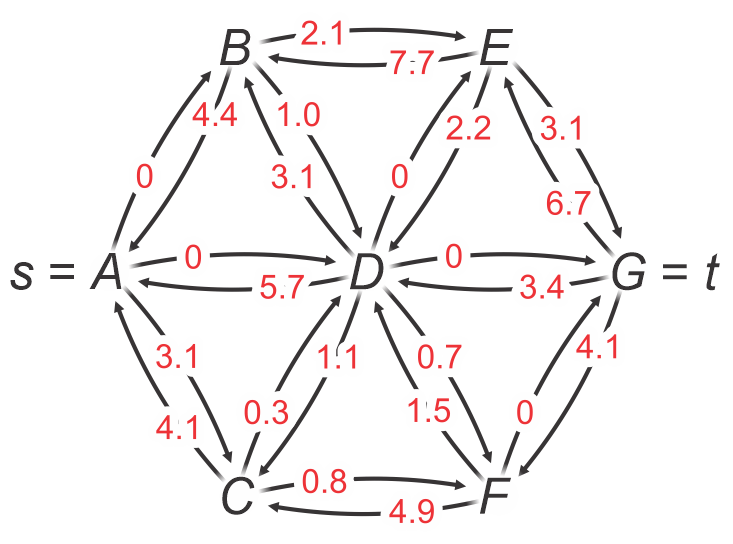 B 2.1 E
7.7
4.4 1.0 2.2 3.1
0 3.1 0 6.7
s = A 0 D 0 G = t
5.7 3.4
3.1 1.1 0.7 4.1
4.1 0.3 1.5 0
C 0.8 F
4.9